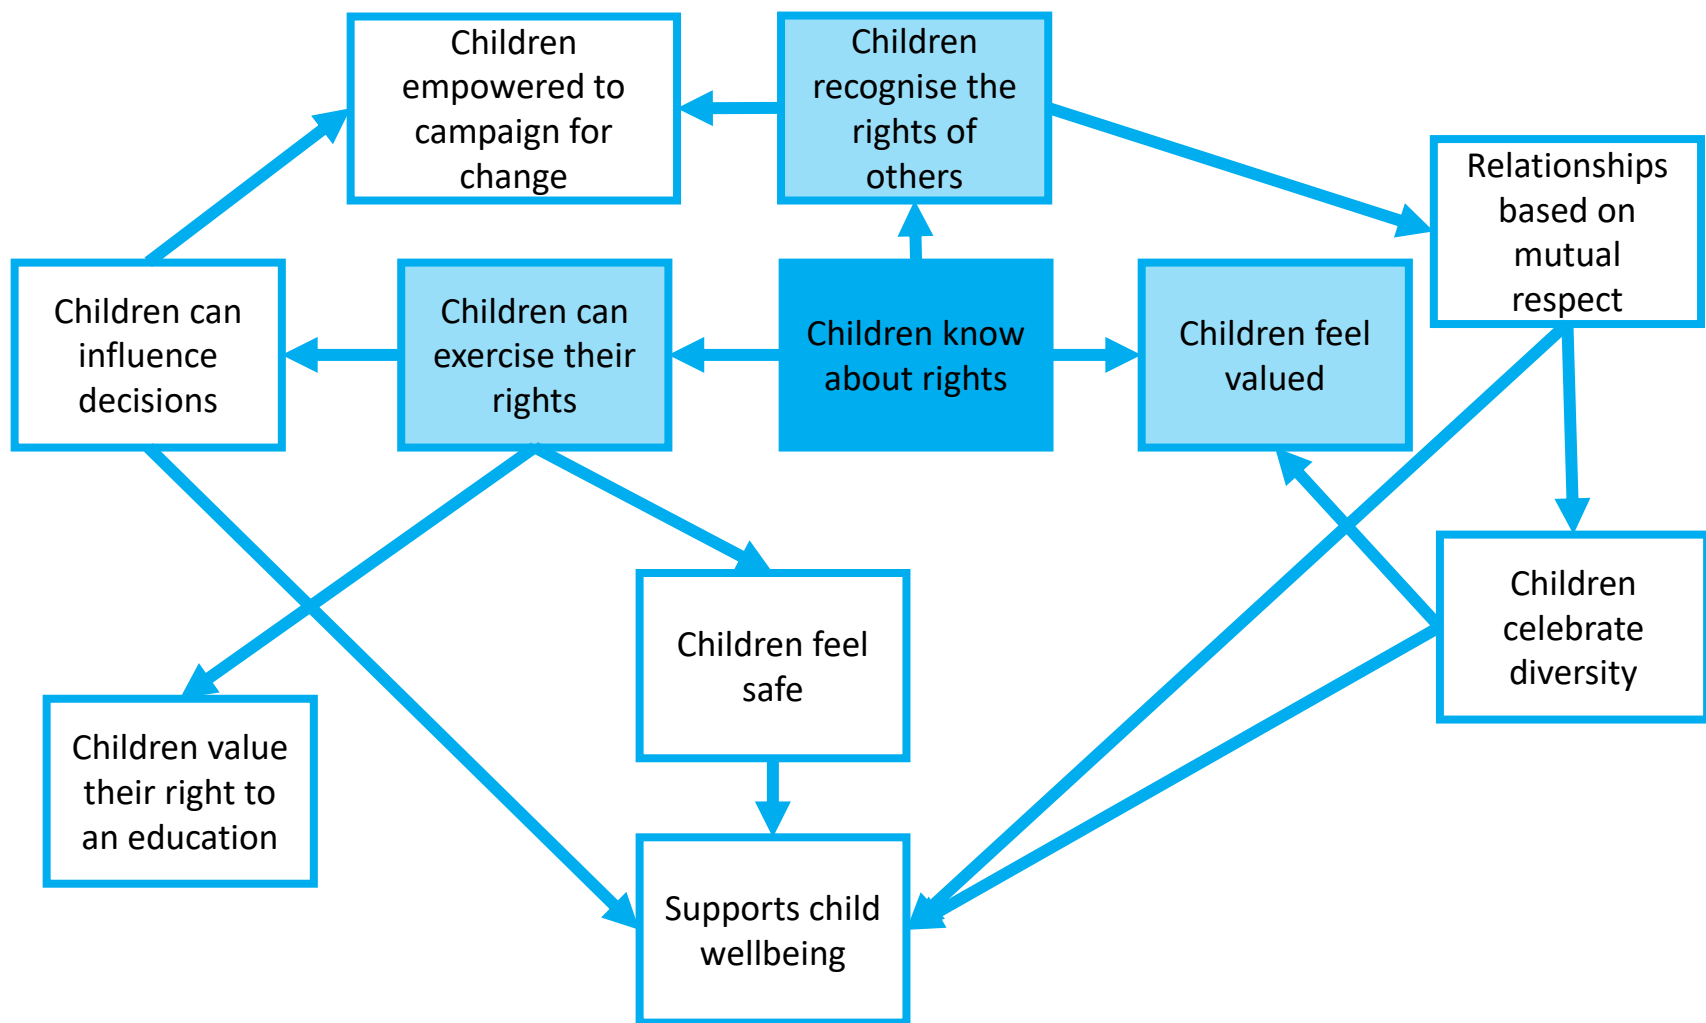 Children
empowered to
campaign for
change
Children
recognise the
rights of
others
Relationships
based on
mutual
respect
Children can
influence
decisions
Children can
exercise their
rights
Children know
about rights
Children feel
valued
Children feel
safe
Children
celebrate
diversity
Children value
their right to
an education
Supports child
wellbeing